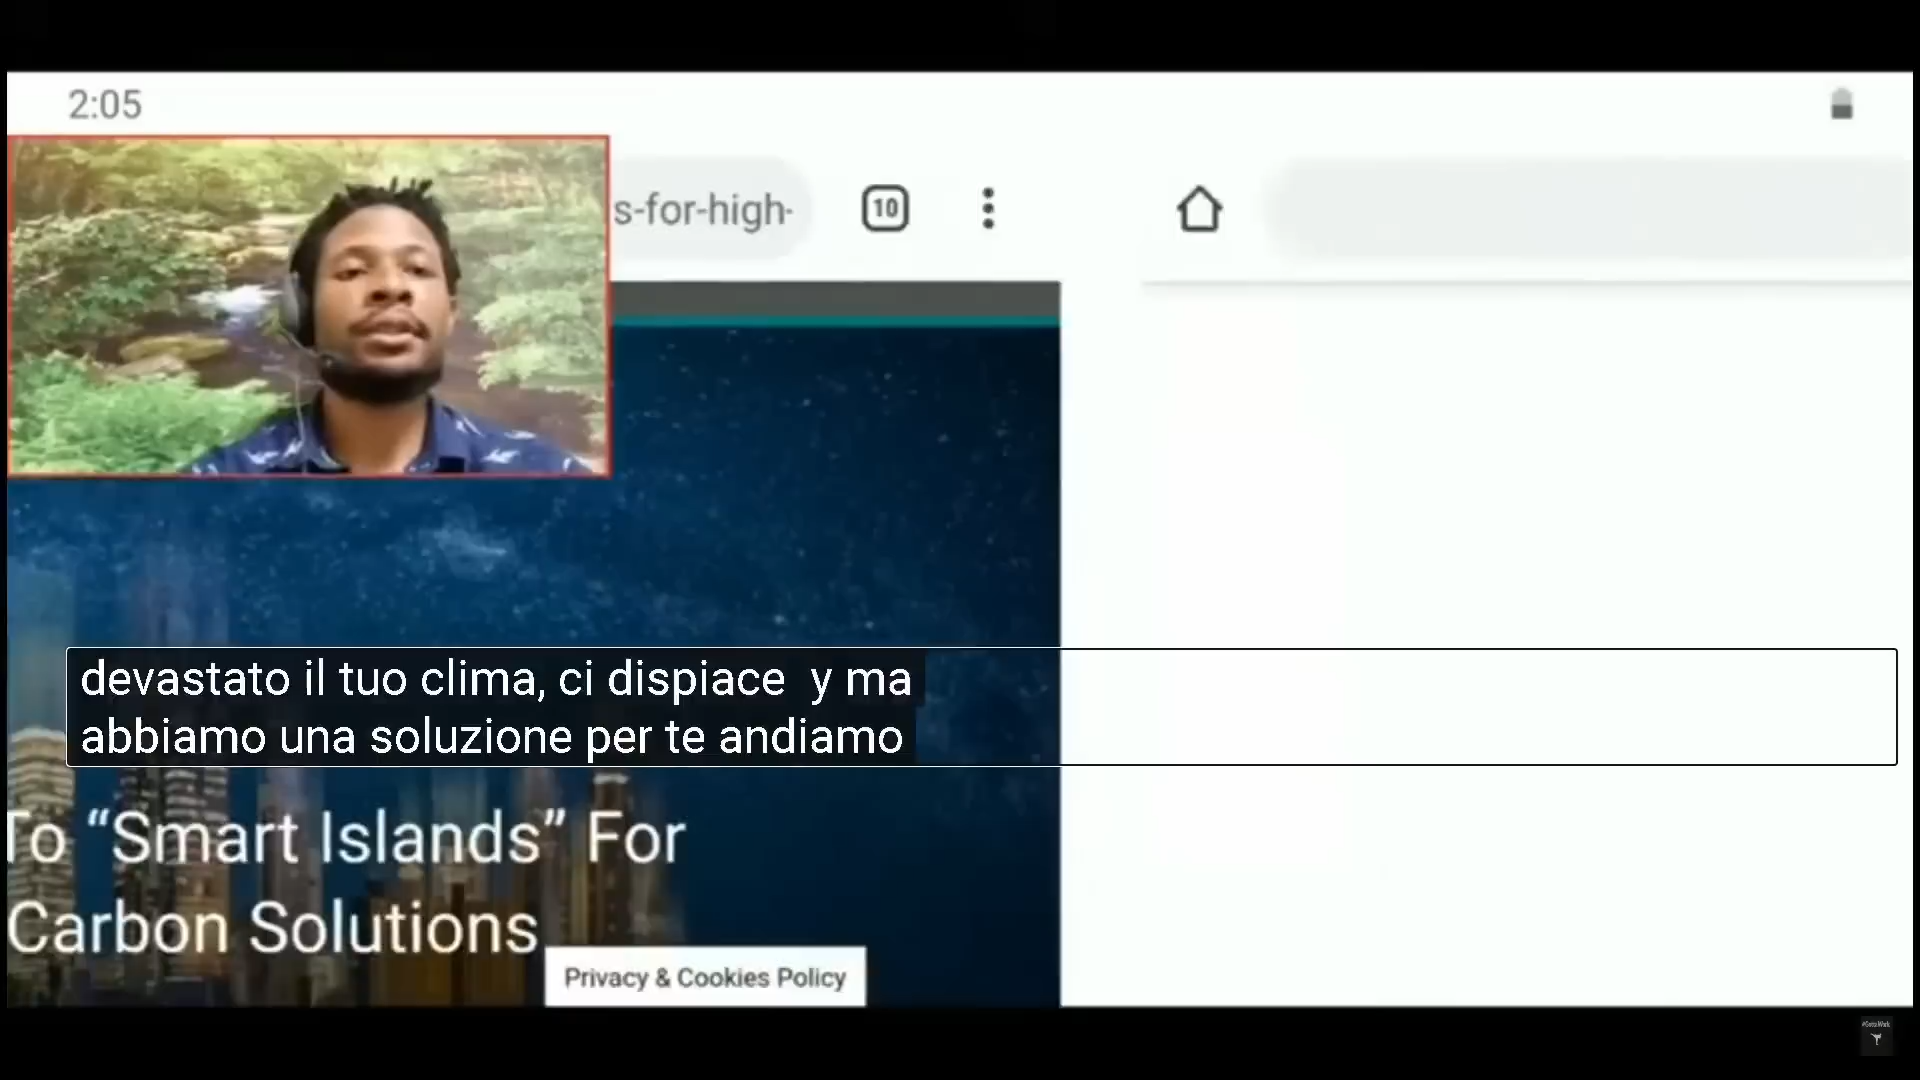 2:05
s-for-high-
10
devastato il tuo clima, ci dispiace  y ma
abbiamo una soluzione per te andiamo
To “Smart Islands” For
Carbon Solutions
Privacy & Cookies Policy